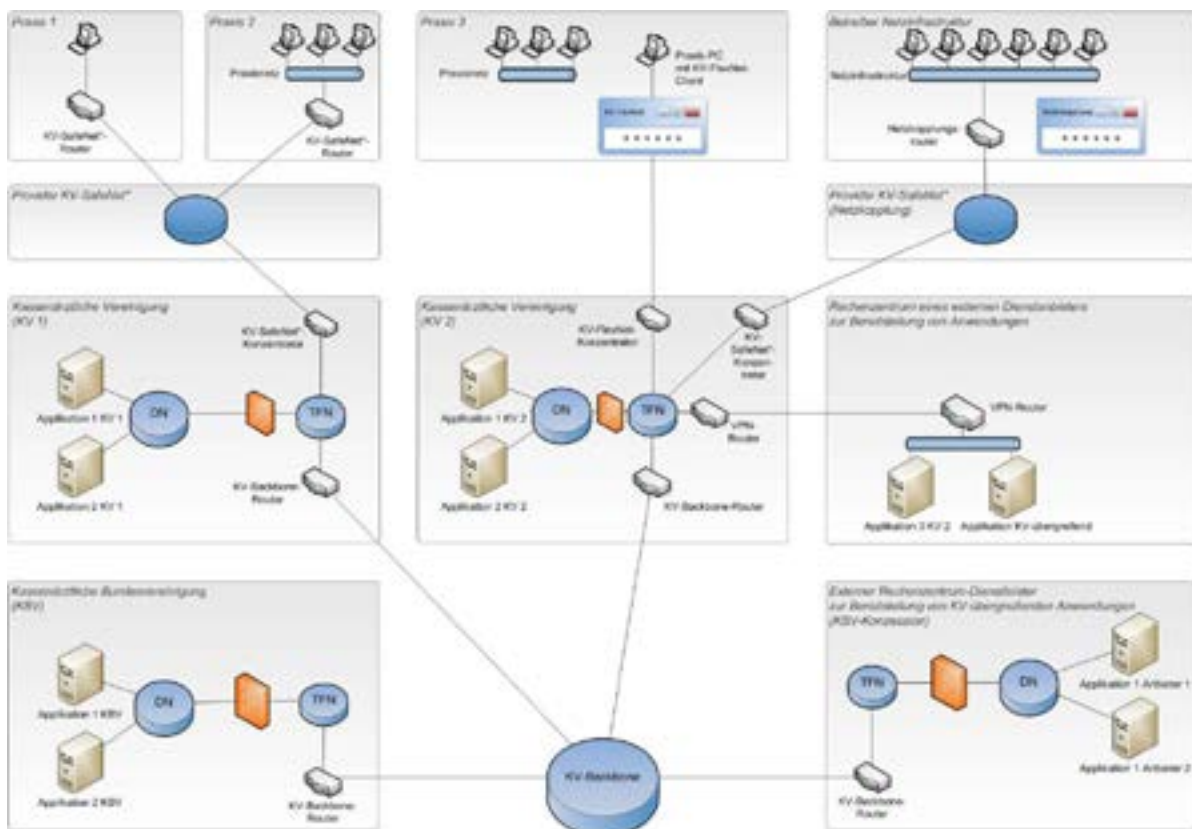 Praxis 1
KV-SafeNet*-
Router
Praxis 2
Praxisnetz
KV-SafeNet*-
Router
Praxis 3
Praxisnetz
Praxis-PC
mit KV-FlexNet-
Client
Betreiber Netzinfrastruktur
Netzinfrastruktur
Netzkopplungs-
router
Provider KV-SafeNet*
Provider KV-SafeNet*
(Netzkopplung)
Kassenärztliche Vereinigung
(KV 1)
KV-SafeNet*-
Konzentrator
Applikation 1 KV 1
DN
TFN
Applikation 2 KV 1
KV-Backbone-
Router
Kassenärztliche Vereinigung
(KV 2)
KV-FlexNet-
Konzentrator
KV-
SafeNet*-
Konzen-
trator
Applikation 1 KV 2
DN
TFN
VPN-
Router
Applikation 2 KV 2
KV-Backbone-Router
Rechenzentrum eines externen Dienstanbieters
zur Bereitstellung von Anwendungen
VPN-Router
Applikation 3 KV 2
Applikation KV-übergreifend
Kassenärztliche Bundesvereinigung
(KBV)
Applikation 1 KBV
DN
TFN
Applikation 2 KBV
KV-Backbone-
Router
KV-Backbone
Externer Rechenzentrum-Dienstleister
zur Bereitstellung von KV-übergreifenden Anwendungen
(KBV-Konzession)
TFN
DN
Applikation 1 Anbieter 1
Applikation 1 Anbieter 2
KV-Backbone-
Router